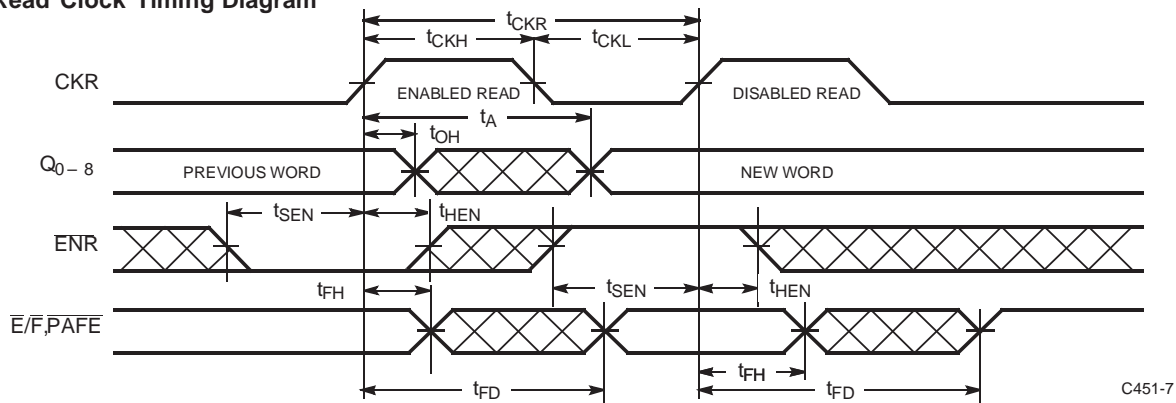 Read Clock Timing Diagram
tCKR
tCKH
tCKL
CKR
ENABLED READ
DISABLED READ
tA
tOH
Q0 – 8
PREVIOUS WORD
NEW WORD
tSEN
tHEN
ENR
tFH
tSEN
tHEN
E/F,PAFE
tFH
tFD
tFD
C451-7